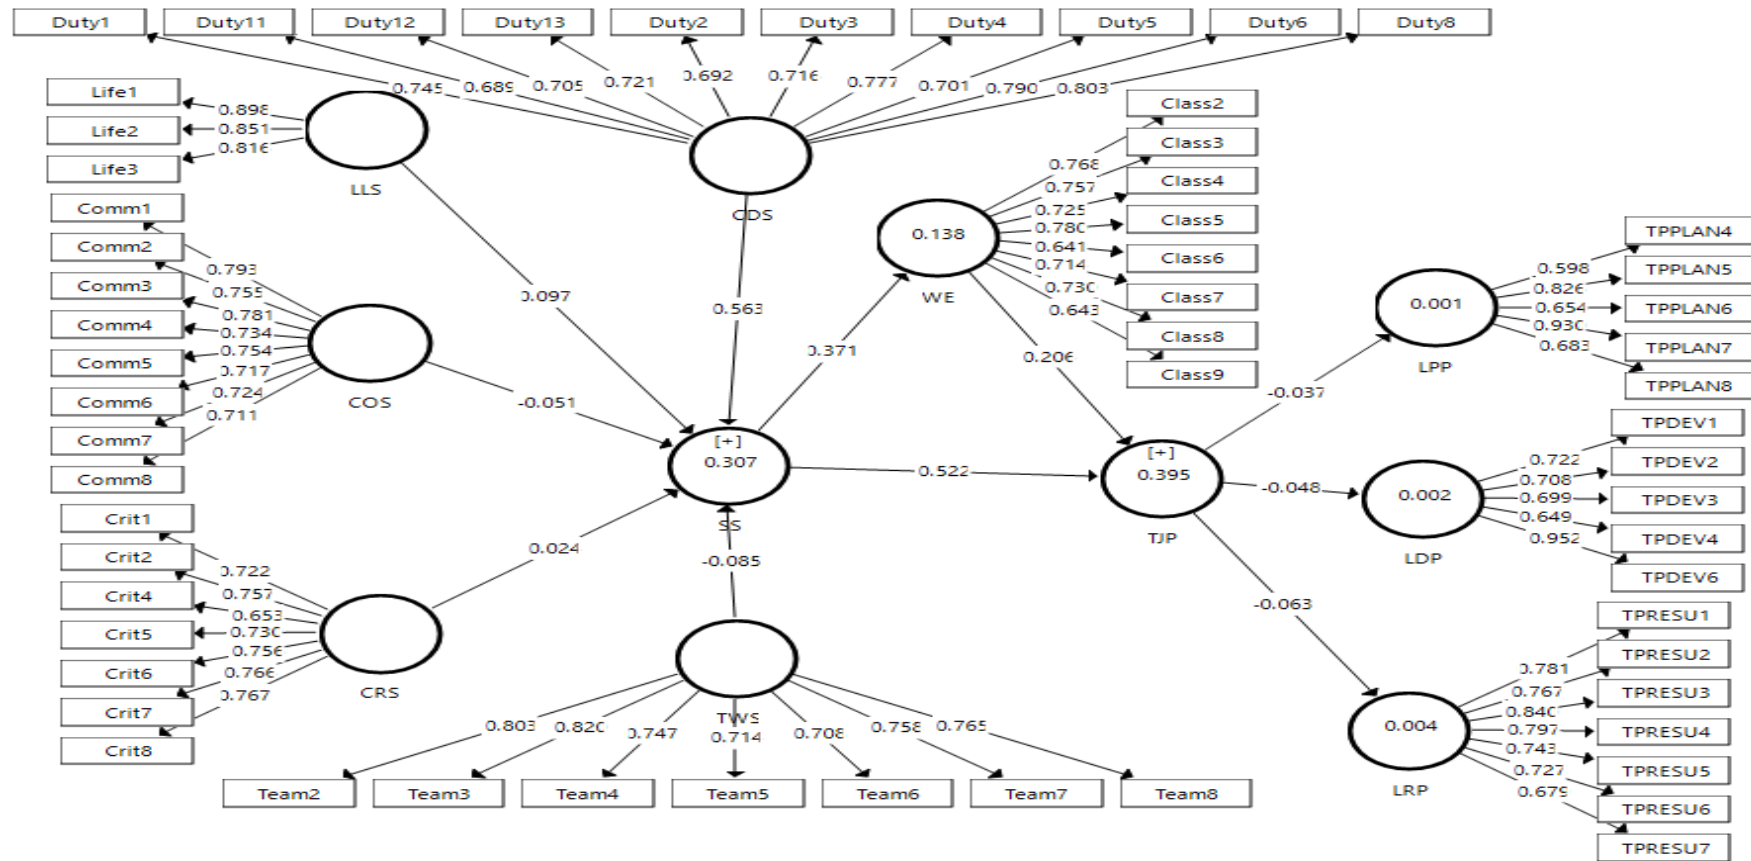 Duty1 Duty11 Duty12 Duty13 Duty2 Duty3 Duty4 Duty5 Duty6 Duty8
0.745 0.689 0.705 0.721 0.692 0.716 0.777 0.701 0.790 0.803
CDS
0.563
Life1
Life2
Life3
0.898
0.851
0.816
LLS
0.097
Comm1
Comm2
Comm3
Comm4
Comm5
Comm6
Comm7
Comm8
0.793
0.755
0.781
0.734
0.754
0.717
0.724
0.711
COS
-0.051
Crit1
Crit2
Crit4
Crit5
Crit6
Crit7
Crit8
0.722
0.757
0.653
0.730
0.756
0.766
0.767
CRS
0.024
[+]
0.307
SS
-0.085
TWS
0.803 0.820 0.747 0.714 0.708 0.758 0.765
Team2 Team3 Team4 Team5 Team6 Team7 Team8
0.371
0.522
0.138
WE
0.206
0.768
0.757
0.725
0.780
0.641
0.714
0.730
0.643
Class2
Class3
Class4
Class5
Class6
Class7
Class8
Class9
[+]
0.395
TJP
-0.037
-0.048
-0.063
0.001
LPP
0.598
0.826
0.654
0.930
0.683
TPPLAN4
TPPLAN5
TPPLAN6
TPPLAN7
TPPLAN8
0.002
LDP
0.722
0.708
0.699
0.649
0.952
TPDEV1
TPDEV2
TPDEV3
TPDEV4
TPDEV6
0.004
LRP
0.781
0.767
0.840
0.797
0.743
0.727
0.679
TPRESU1
TPRESU2
TPRESU3
TPRESU4
TPRESU5
TPRESU6
TPRESU7